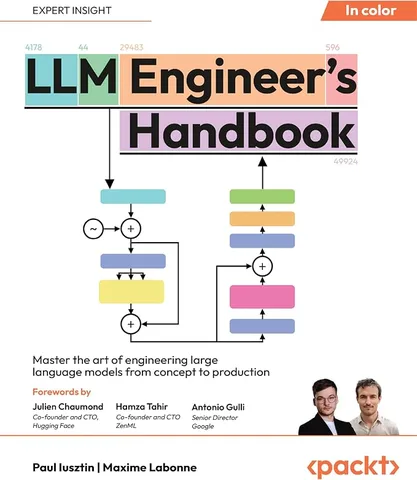 EXPERT INSIGHT
In color
4178 44 29483 596
LLM Engineer's
Handbook
49924
~
+
+
+
+
Master the art of engineering large
language models from concept to production
Forewords by
Julien Chaumond Hamza Tahir Antonio Gulli
Co-founder and CTO, Co-founder and CTO Senior Director
Hugging Face ZenML Google
Paul Iusztin | Maxime Labonne
<packt>